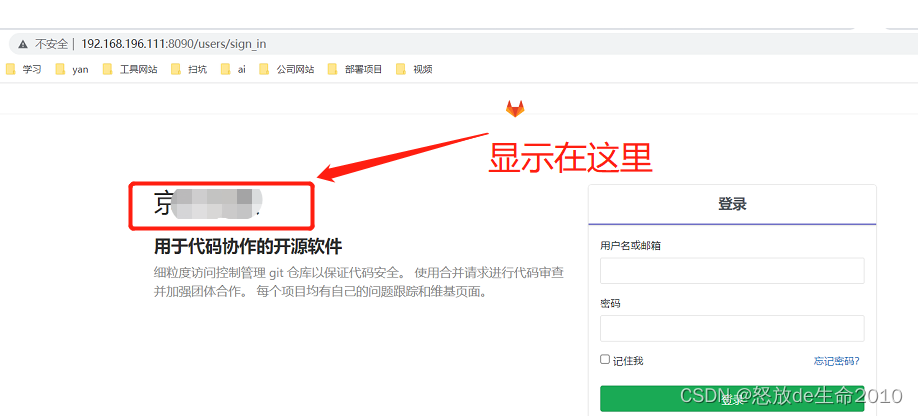 不安全 | 192.168.196.111:8090/users/sign_in
学习 yan 工具网站 扫坑 ai 公司网站 部署项目 视频
显示在这里
京
登录
用于代码协作的开源软件
用户名或邮箱
细粒度访问控制管理 git 仓库以保证代码安全。 使用合并请求进行代码审查
并加强团体合作。 每个项目均有自己的问题跟踪和维基页面。
密码
记住我 忘记密码?
登录
CSDN @怒放de生命2010